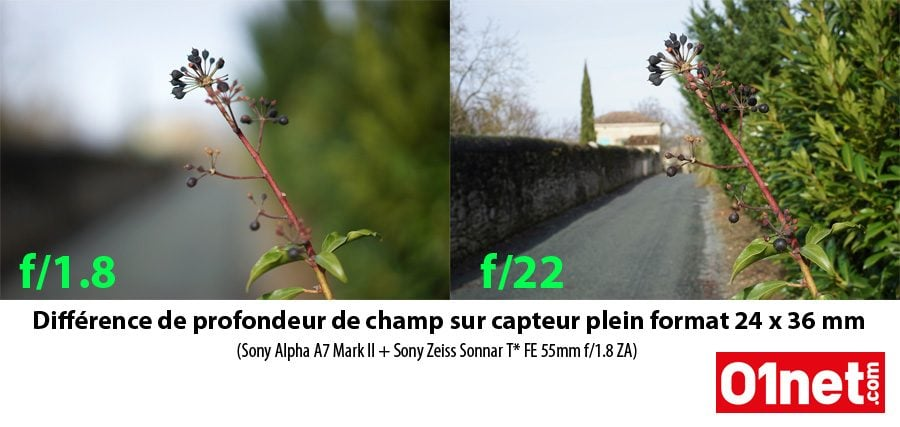 f/1.8
f/22
Différence de profondeur de champ sur capteur plein format 24 x 36 mm
(Sony Alpha A7 Mark II + Sony Zeiss Sonnar T* FE 55mm f/1.8 ZA)
01net.com